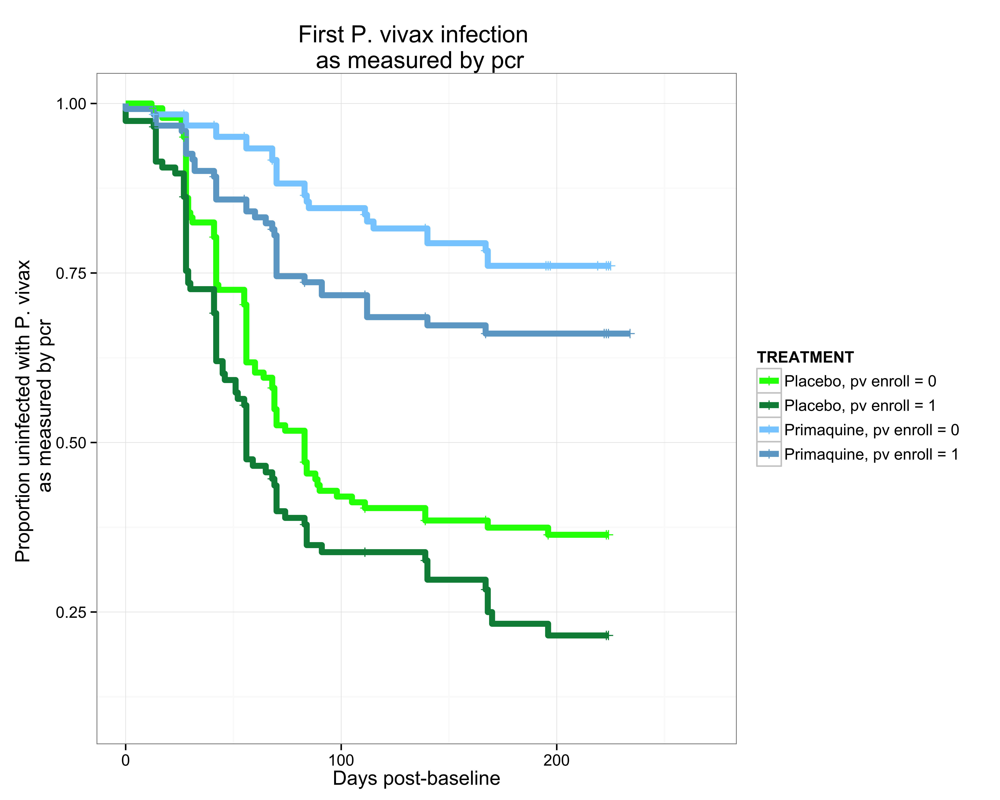 First P. vivax infection
as measured by pcr
Proportion uninfected with P. vivax
as measured by pcr
1.00
0.75
0.50
0.25
0
100
200
Days post-baseline
TREATMENT
Placebo, pv enroll = 0
Placebo, pv enroll = 1
Primaquine, pv enroll = 0
Primaquine, pv enroll = 1